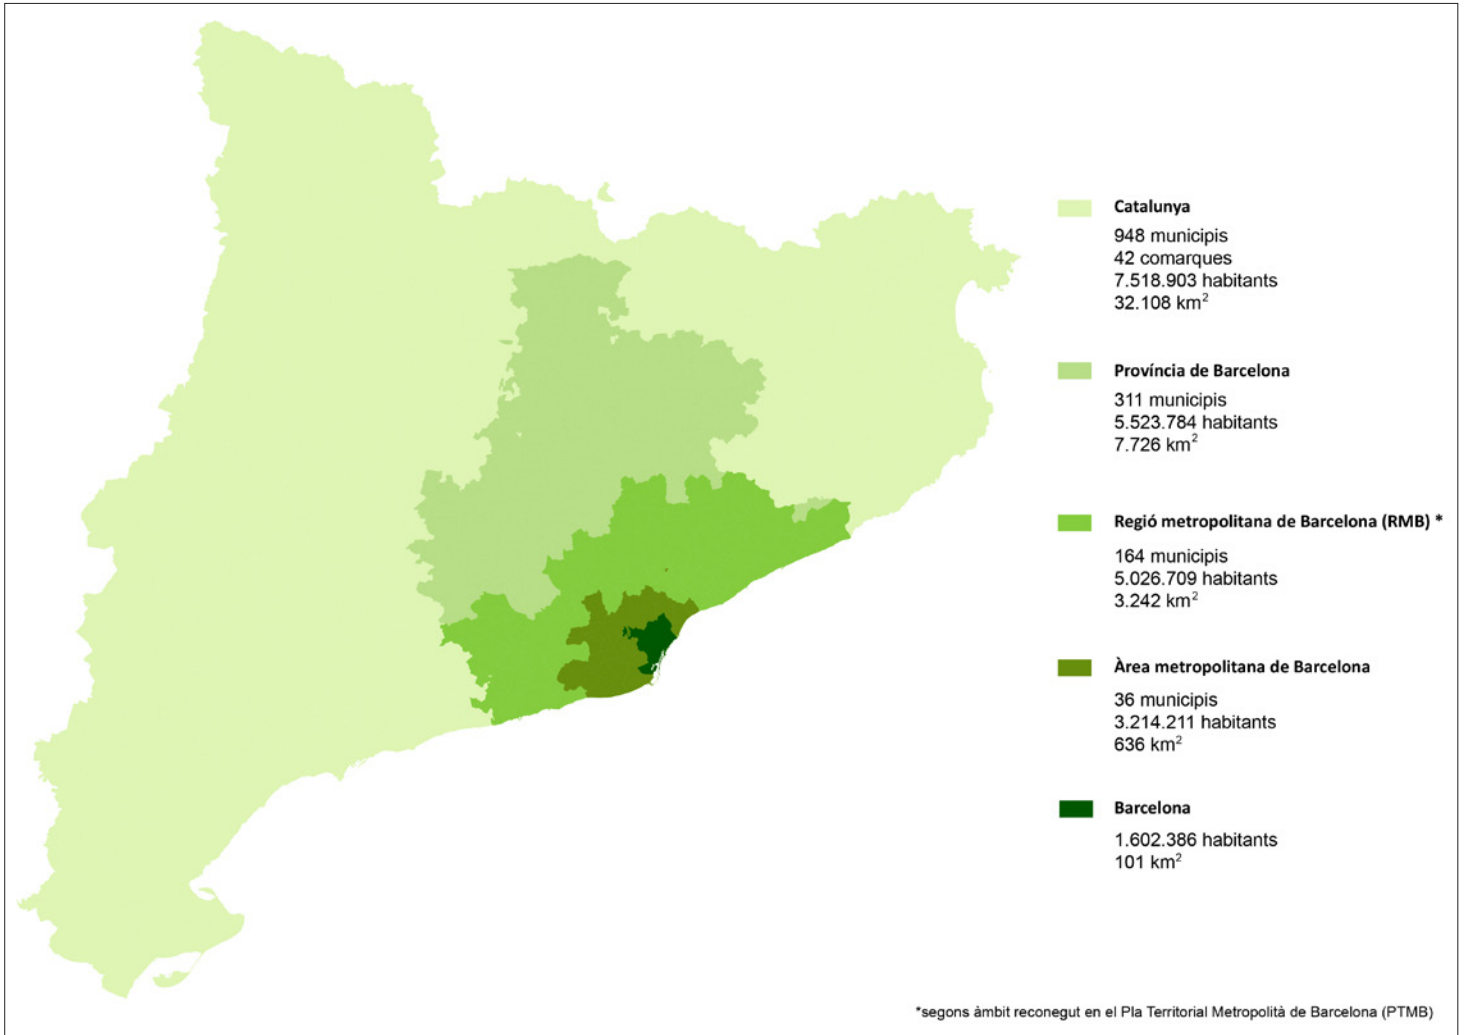 Catalunya
948 municipis
42 comarques
7.518.903 habitants
32.108 km²
Província de Barcelona
311 municipis
5.523.784 habitants
7.726 km²
Regió metropolitana de Barcelona (RMB) *
164 municipis
5.026.709 habitants
3.242 km²
Àrea metropolitana de Barcelona
36 municipis
3.214.211 habitants
636 km²
Barcelona
1.602.386 habitants
101 km²
*segons àmbit reconegut en el Pla Territorial Metropolità de Barcelona (PTMB)